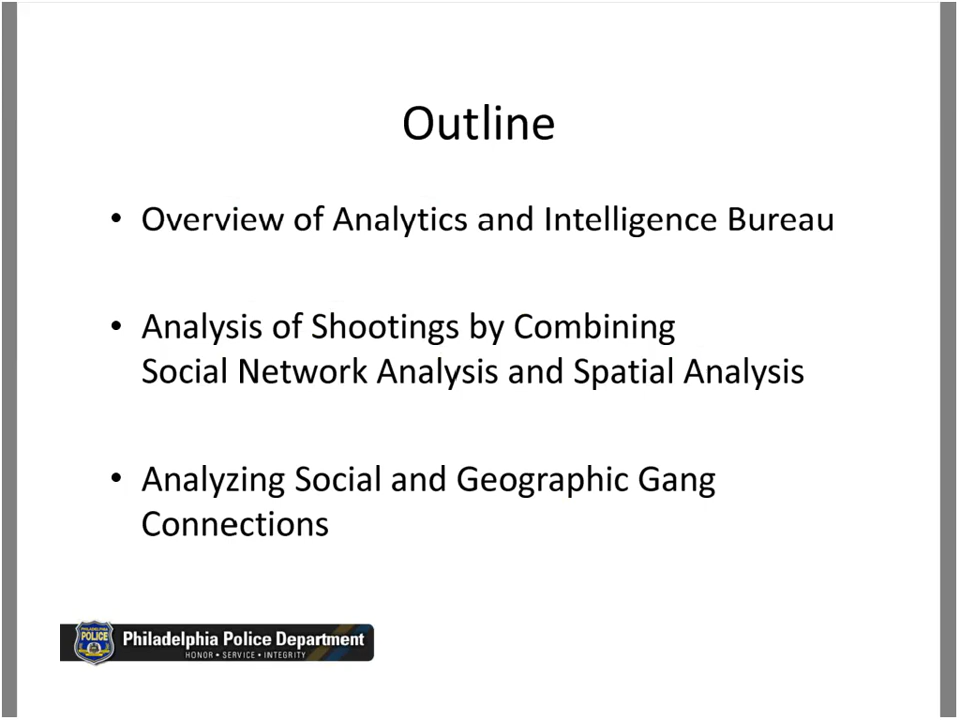 Outline
• Overview of Analytics and Intelligence Bureau
• Analysis of Shootings by Combining
Social Network Analysis and Spatial Analysis
• Analyzing Social and Geographic Gang
Connections
PHILADELPHIA
POLICE
Philadelphia Police Department
HONOR • SERVICE • INTEGRITY